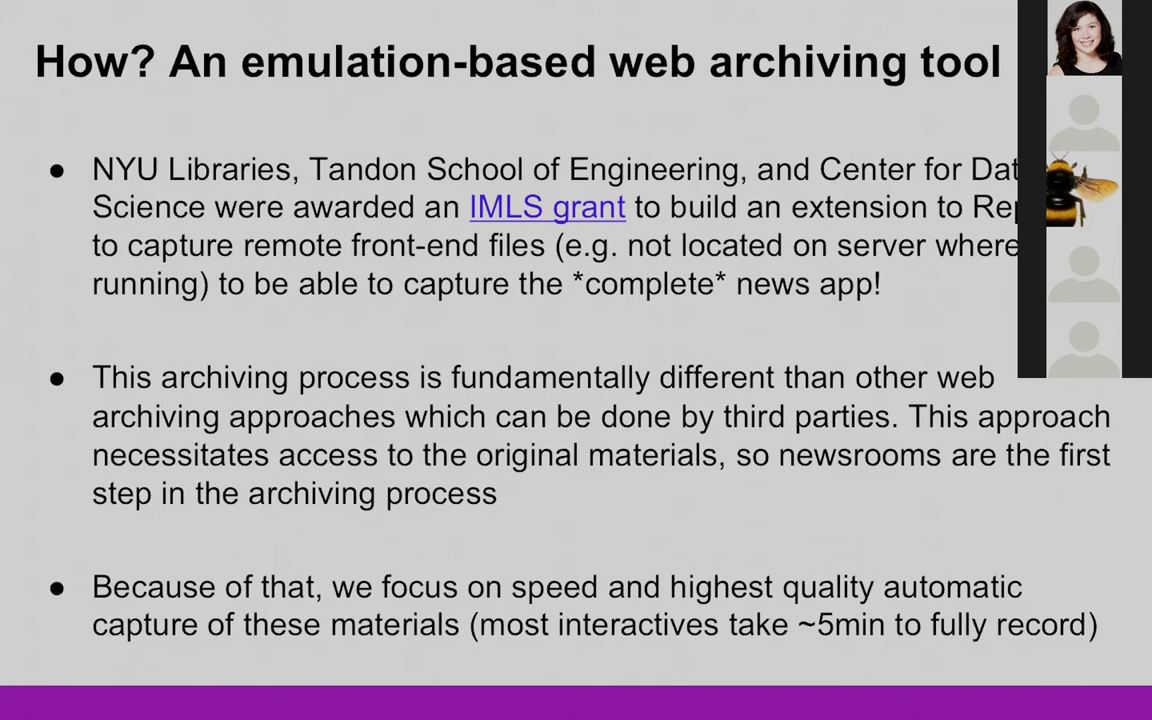 How? An emulation-based web archiving tool
● NYU Libraries, Tandon School of Engineering, and Center for
Science were awarded an IMLS grant to build an extension to
to capture remote front-end files (e.g. not located on server where
running) to be able to capture the *complete* news app!
● This archiving process is fundamentally different than other web
archiving approaches which can be done by third parties. This approach
necessitates access to the original materials, so newsrooms are the first
step in the archiving process
● Because of that, we focus on speed and highest quality automatic
capture of these materials (most interactives take ~5min to fully record)